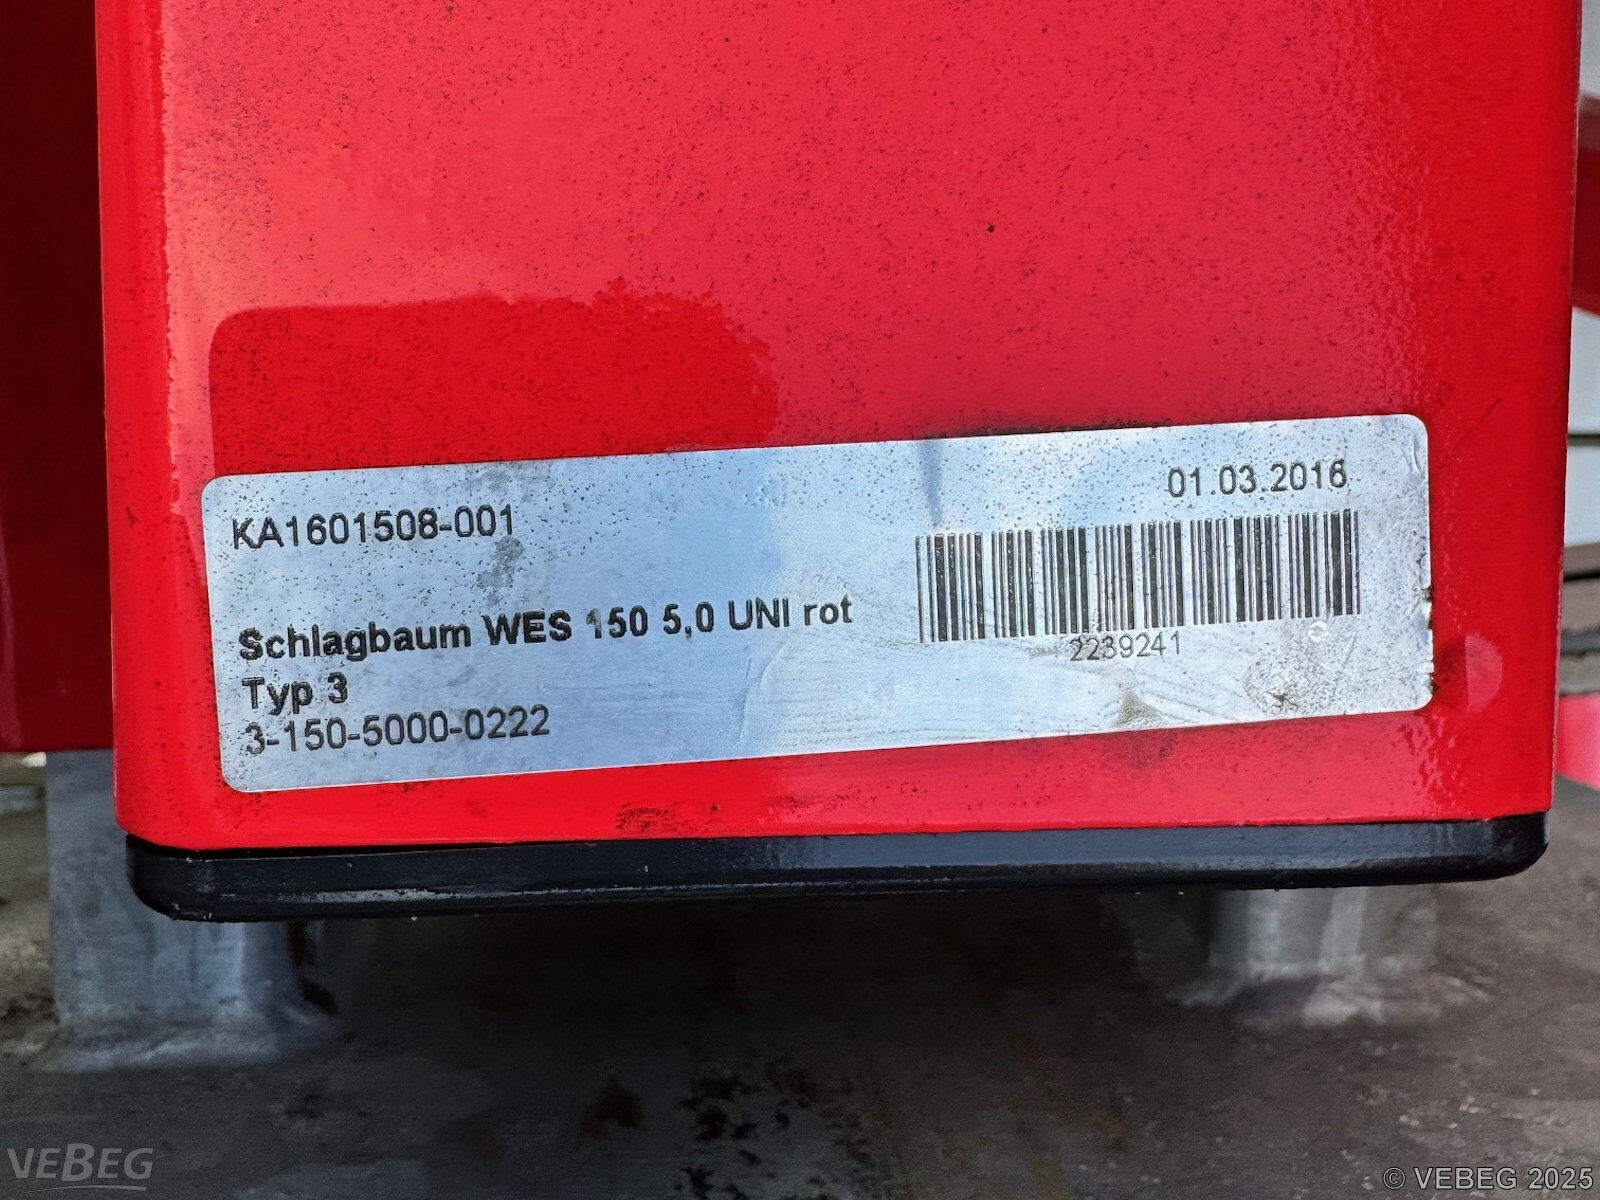 KA1601508-001
01.03.2016
Schlagbaum WES 150 5,0 UNI rot
Typ 3
3-150-5000-0222
2239241
VEBEG
© VEBEG 2025